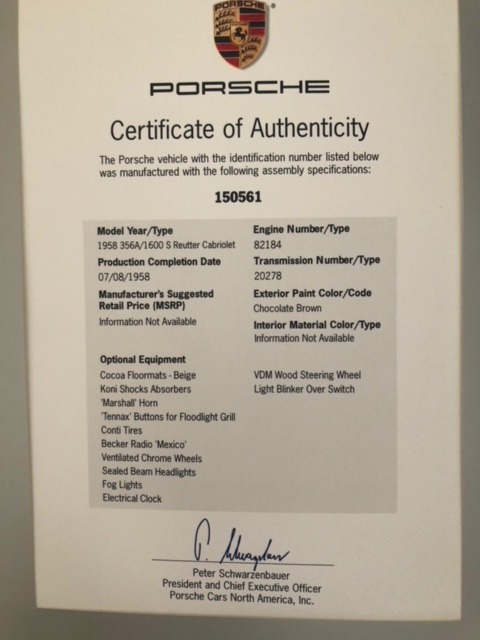 PORSCHE
PORSCHE
Certificate of Authenticity
The Porsche vehicle with the identification number listed below
was manufactured with the following assembly specifications:
150561
Model Year/Type
1958 356A/1600 S Reutter Cabriolet
Production Completion Date
07/08/1958
Manufacturer's Suggested
Retail Price (MSRP)
Information Not Available
Engine Number/Type
82184
Transmission Number/Type
20278
Exterior Paint Color/Code
Chocolate Brown
Interior Material Color/Type
Information Not Available
Optional Equipment
Cocoa Floormats - Beige
Koni Shocks Absorbers
'Marshall' Horn
'Tennax' Buttons for Floodlight Grill
Conti Tires
Becker Radio 'Mexico'
Ventilated Chrome Wheels
Sealed Beam Headlights
Fog Lights
Electrical Clock
VDM Wood Steering Wheel
Light Blinker Over Switch
Peter Schwarzenbauer
President and Chief Executive Officer
Porsche Cars North America, Inc.